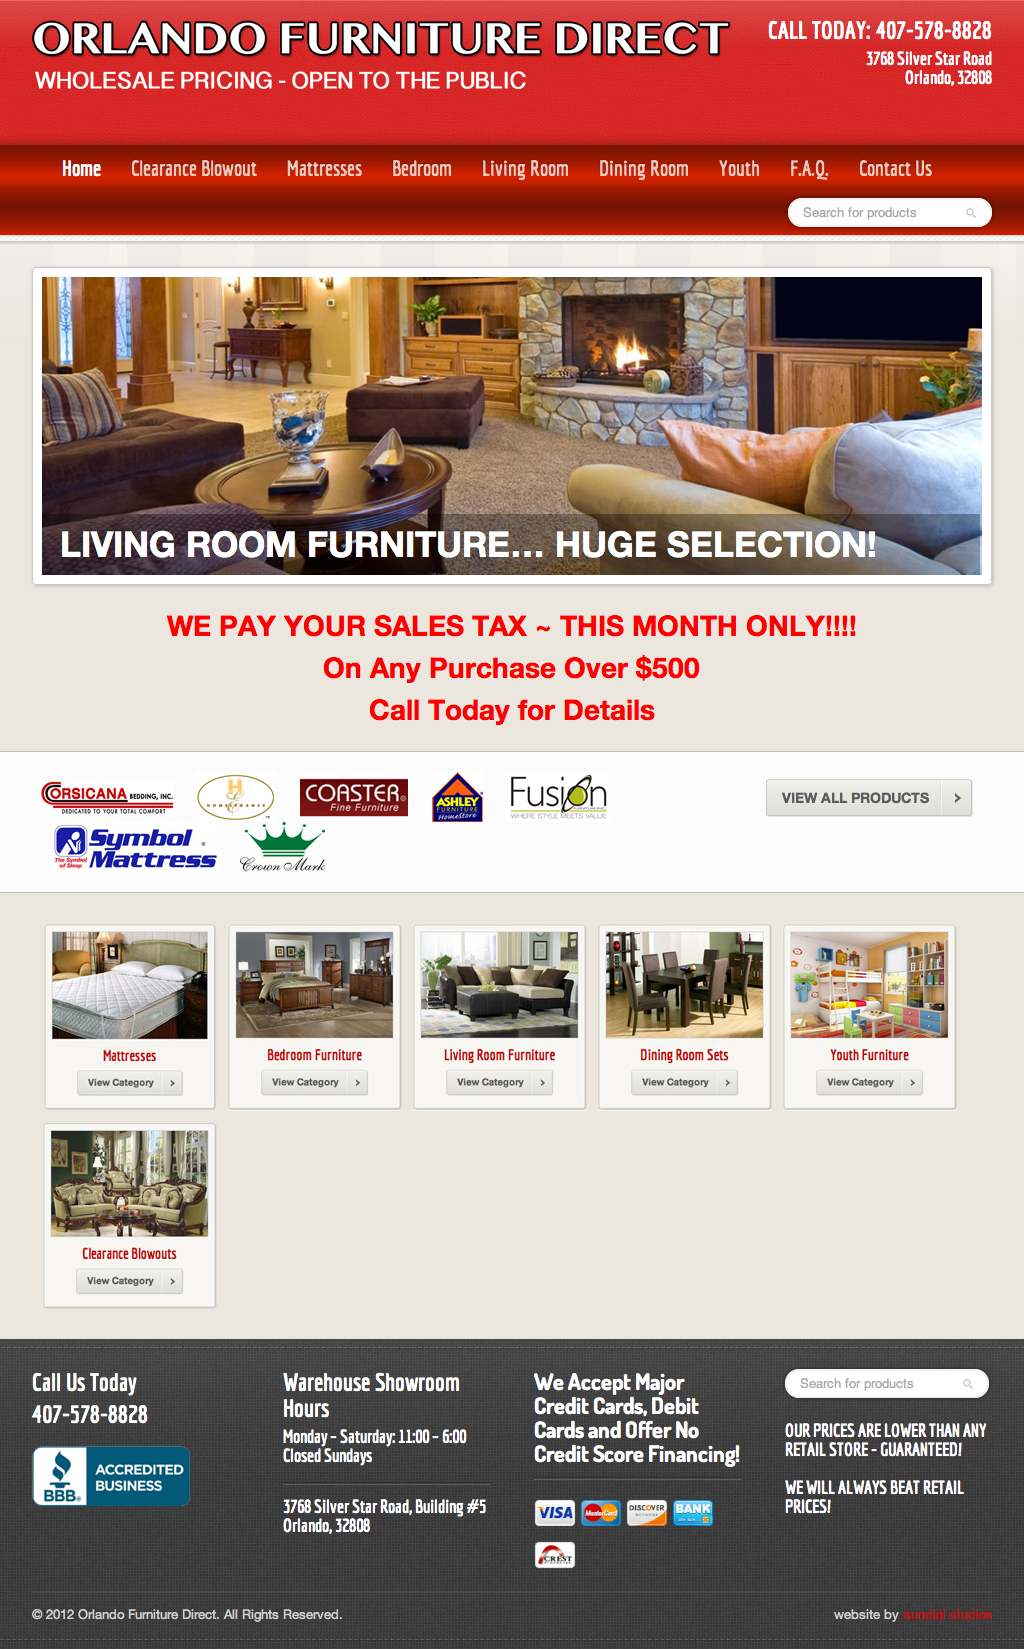 ORLANDO FURNITURE DIRECT
WHOLESALE PRICING - OPEN TO THE PUBLIC
CALL TODAY: 407-578-8828
3768 Silver Star Road
Orlando, 32808
Home Clearance Blowout Mattresses Bedroom Living Room Dining Room Youth F.A.Q. Contact Us
Search for products
LIVING ROOM FURNITURE... HUGE SELECTION!
WE PAY YOUR SALES TAX ~ THIS MONTH ONLY!!!!
On Any Purchase Over $500
Call Today for Details
CORSICANA BEDDING, INC.
DEDICATED TO YOUR TOTAL COMFORT
COASTER
Fine Furniture
ASHLEY
FURNITURE
HomeStore
Fusion
FURNITURE INC.
WHERE STYLE MEETS VALUE
VIEW ALL PRODUCTS
Symbol
Mattress
The Symbol
of Sleep
Crown Mark
Mattresses
View Category
Bedroom Furniture
View Category
Living Room Furniture
View Category
Dining Room Sets
View Category
Youth Furniture
View Category
Clearance Blowouts
View Category
Call Us Today
407-578-8828
BBB
ACCREDITED
BUSINESS
Warehouse Showroom
Hours
Monday - Saturday: 11:00 - 6:00
Closed Sundays
3768 Silver Star Road, Building #5
Orlando, 32808
We Accept Major
Credit Cards, Debit
Cards and Offer No
Credit Score Financing!
VISA
MasterCard
DISCOVER
NETWORK
BANK
CREST
FINANCIAL
Search for products
OUR PRICES ARE LOWER THAN ANY
RETAIL STORE - GUARANTEED!
WE WILL ALWAYS BEAT RETAIL
PRICES!
© 2012 Orlando Furniture Direct. All Rights Reserved.
website by sundial studios